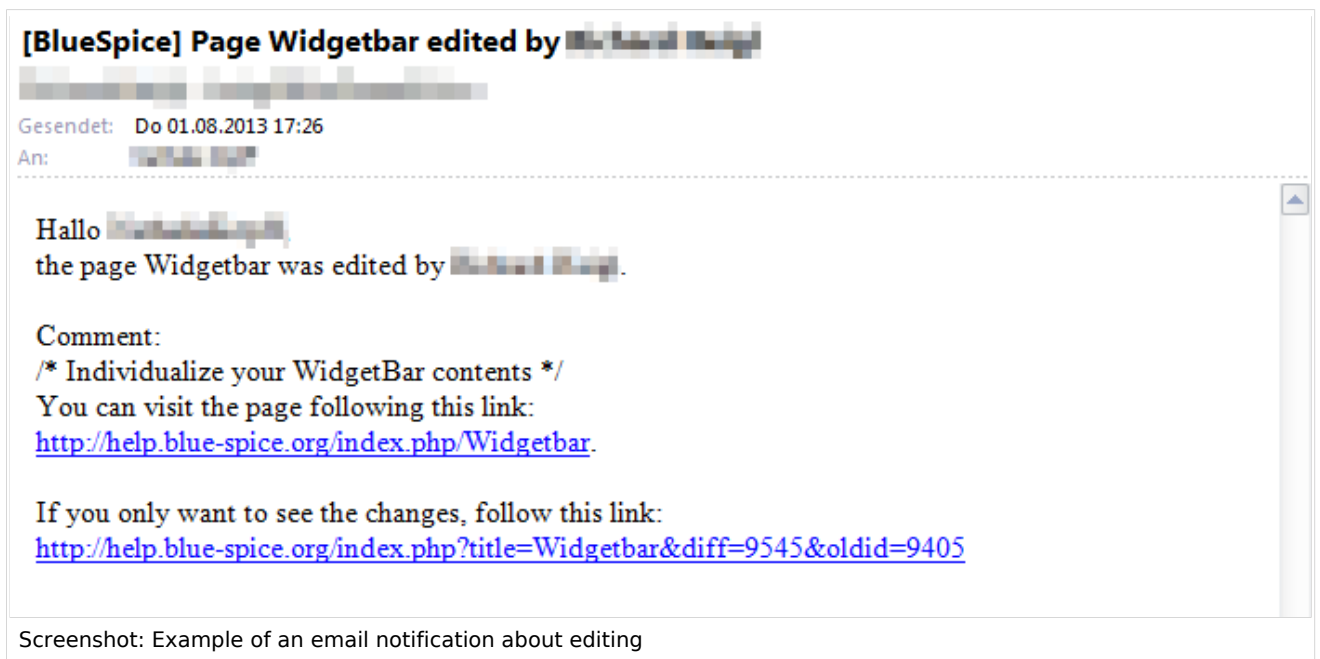 [BlueSpice] Page Widgetbar edited by
Gesendet: Do 01.08.2013 17:26
An:
Hallo
the page Widgetbar was edited by .
Comment:
/* Individualize your WidgetBar contents */
You can visit the page following this link:
http://help.blue-spice.org/index.php/Widgetbar.
If you only want to see the changes, follow this link:
http://help.blue-spice.org/index.php?title=Widgetbar&diff=9545&oldid=9405
Screenshot: Example of an email notification about editing